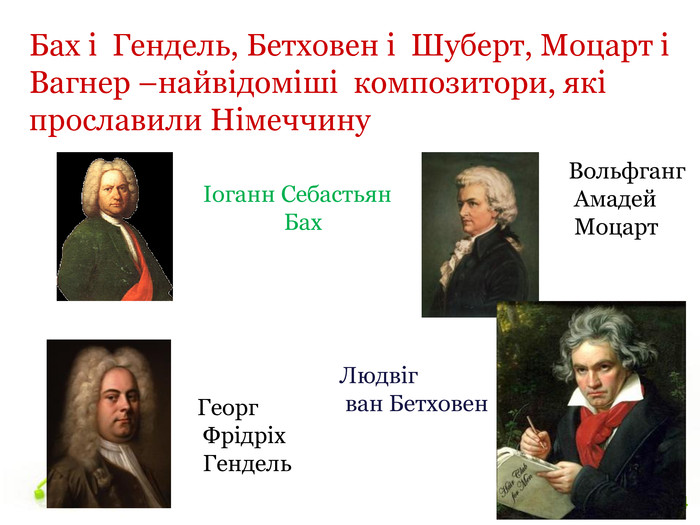 Бах і Гендель, Бетховен і Шуберт, Моцарт і
Вагнер –найвідоміші композитори, які
прославили Німеччину
Іоганн Себастьян
Бах
Вольфганг
Амадей
Моцарт
Людвіг
ван Бетховен
Георг
Фрідріх
Гендель